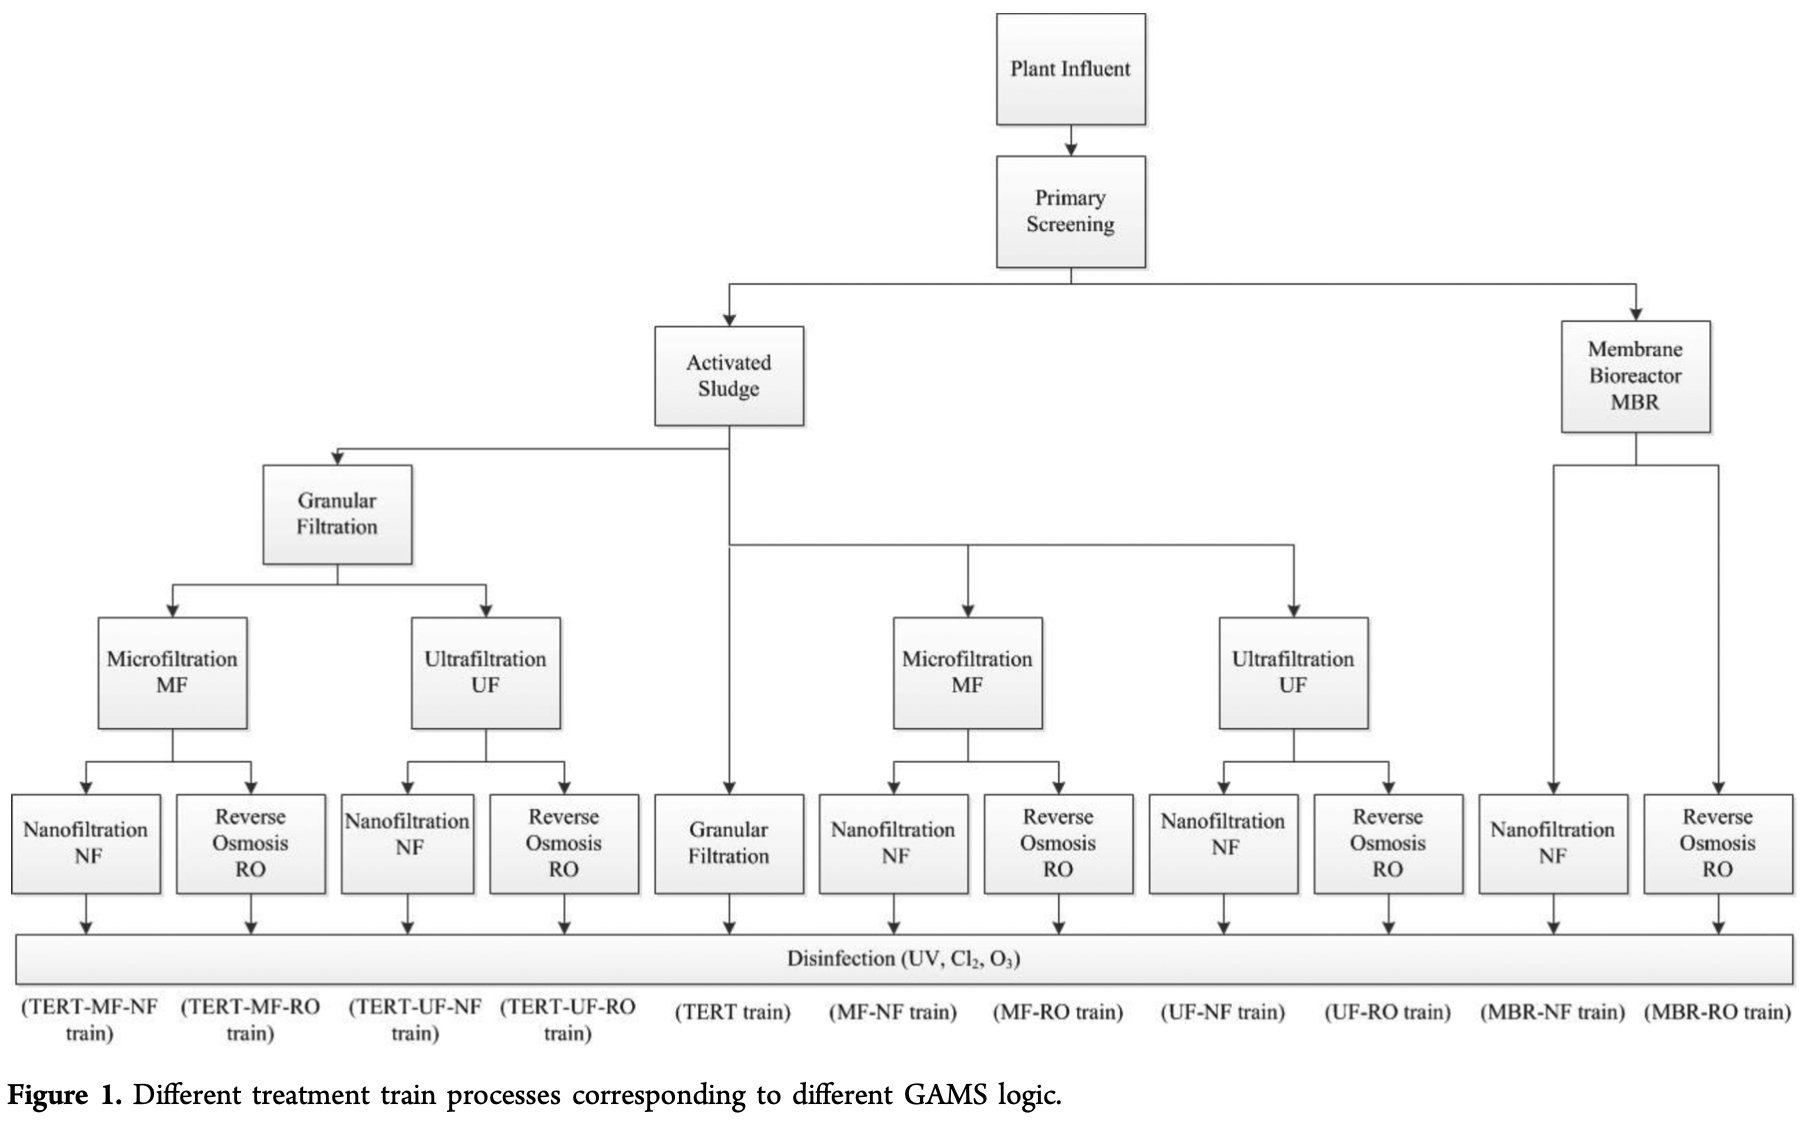 Plant Influent
Primary
Screening
Activated
Sludge
Membrane
Bioreactor
MBR
Granular
Filtration
Microfiltration
MF
Ultrafiltration
UF
Microfiltration
MF
Ultrafiltration
UF
Nanofiltration
NF
Reverse
Osmosis
RO
Nanofiltration
NF
Reverse
Osmosis
RO
Granular
Filtration
Nanofiltration
NF
Reverse
Osmosis
RO
Nanofiltration
NF
Reverse
Osmosis
RO
Nanofiltration
NF
Reverse
Osmosis
RO
Disinfection (UV, Cl₂, O₃)
(TERT-MF-NF
train)
(TERT-MF-RO
train)
(TERT-UF-NF
train)
(TERT-UF-RO
train)
(TERT train)
(MF-NF train)
(MF-RO train)
(UF-NF train)
(UF-RO train)
(MBR-NF train)
(MBR-RO train)
Figure 1. Different treatment train processes corresponding to different GAMS logic.